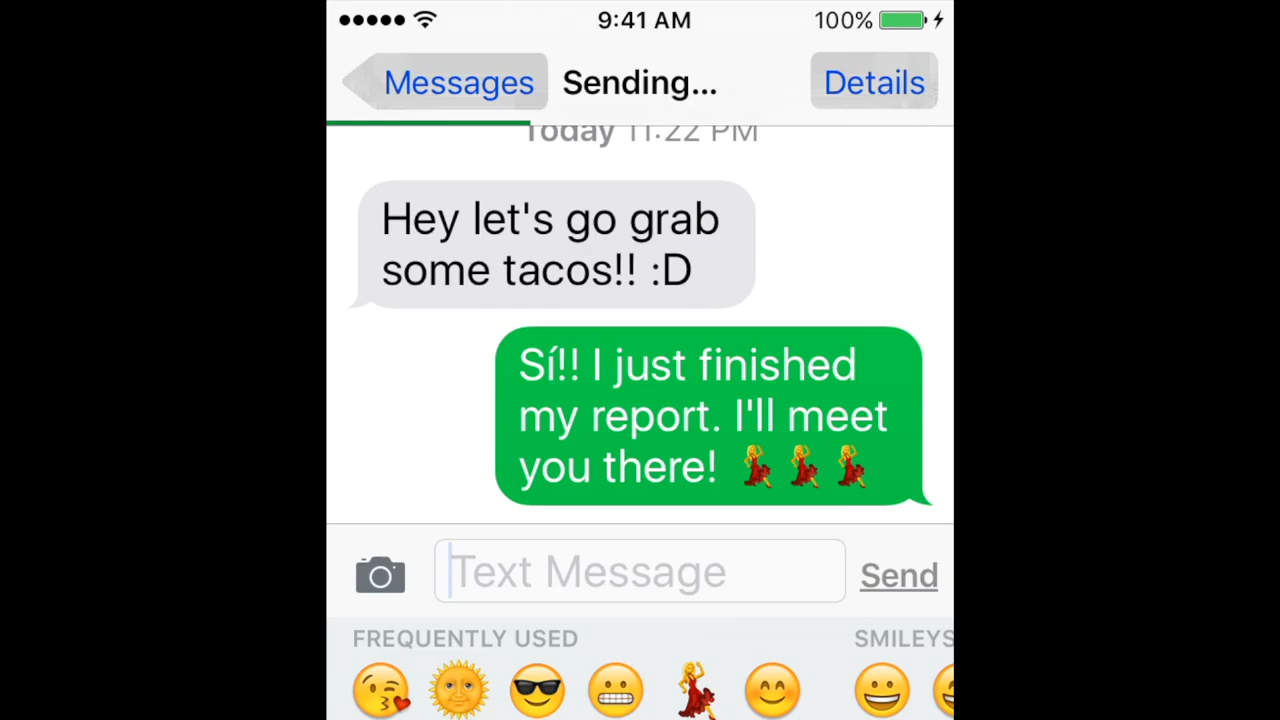 9:41 AM 100%
Messages Sending... Details
Today 11:22 PM
Hey let's go grab
some tacos!! :D
Sí!! I just finished
my report. I'll meet
you there! 💃💃💃
Text Message Send
FREQUENTLY USED SMILEYS